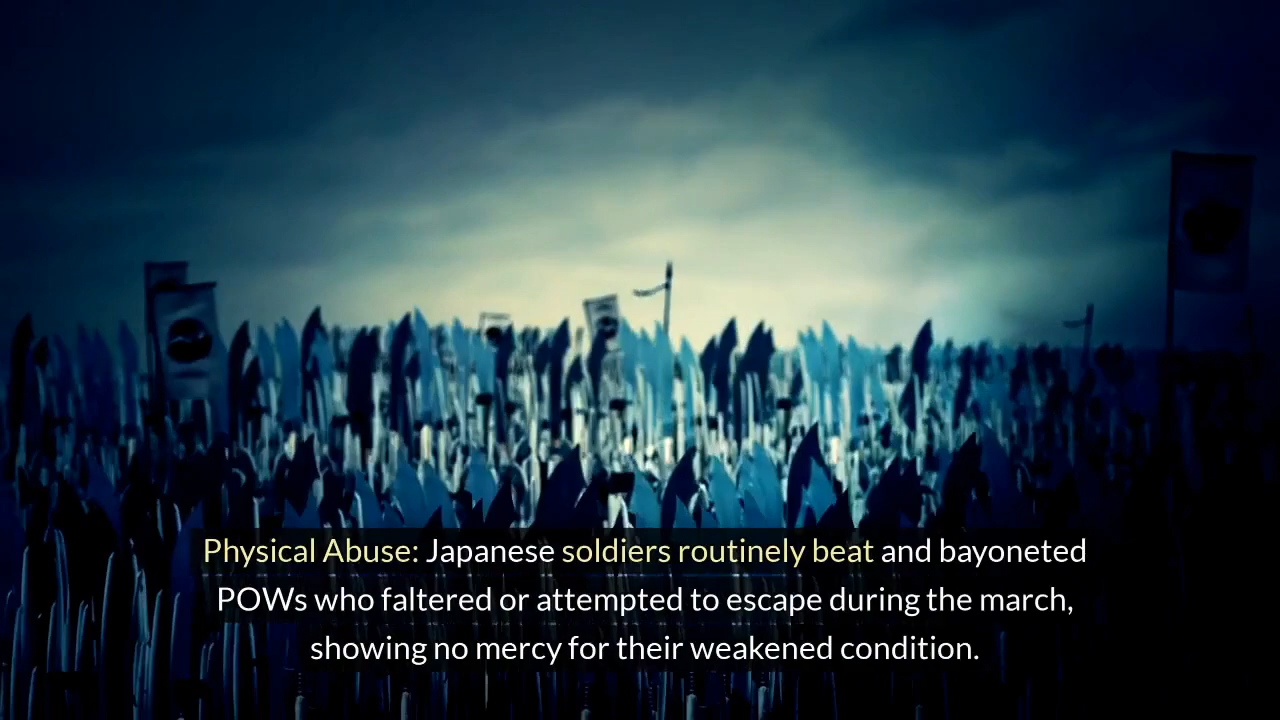 Physical Abuse: Japanese soldiers routinely beat and bayoneted
POWs who faltered or attempted to escape during the march,
showing no mercy for their weakened condition.